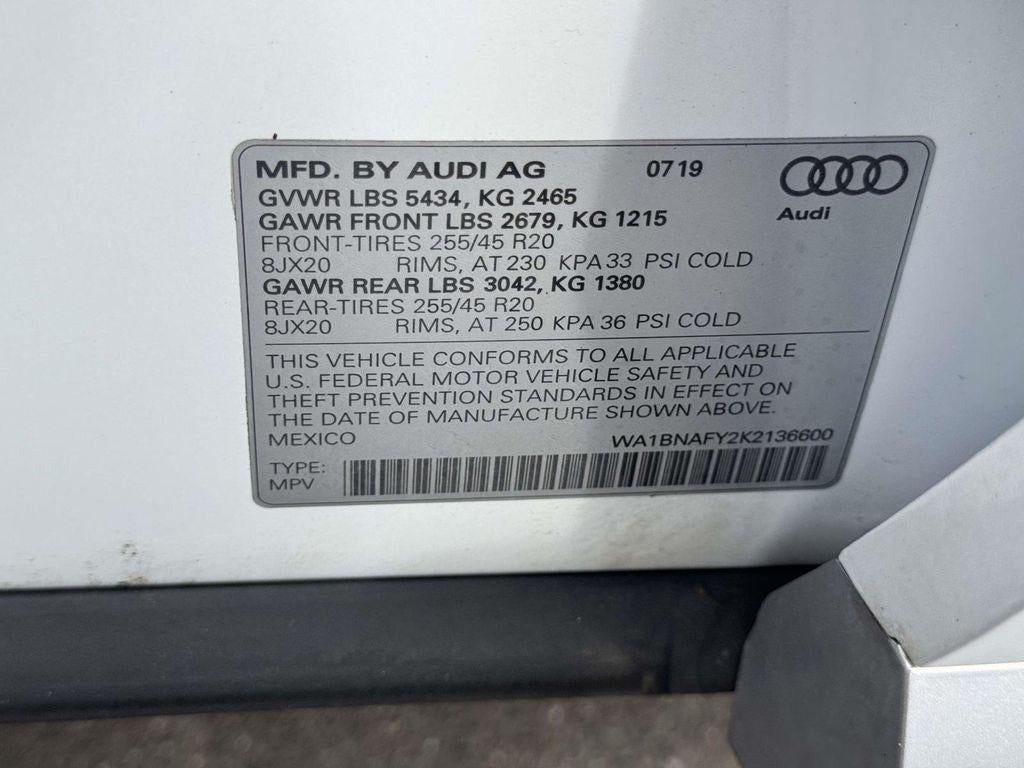 MFD. BY AUDI AG 0719
Audi
GVWR LBS 5434, KG 2465
GAWR FRONT LBS 2679, KG 1215
FRONT-TIRES 255/45 R20
8JX20 RIMS, AT 230 KPA 33 PSI COLD
GAWR REAR LBS 3042, KG 1380
REAR-TIRES 255/45 R20
8JX20 RIMS, AT 250 KPA 36 PSI COLD
THIS VEHICLE CONFORMS TO ALL APPLICABLE
U.S. FEDERAL MOTOR VEHICLE SAFETY AND
THEFT PREVENTION STANDARDS IN EFFECT ON
THE DATE OF MANUFACTURE SHOWN ABOVE.
MEXICO WA1BNAFY2K2136600
TYPE:
MPV